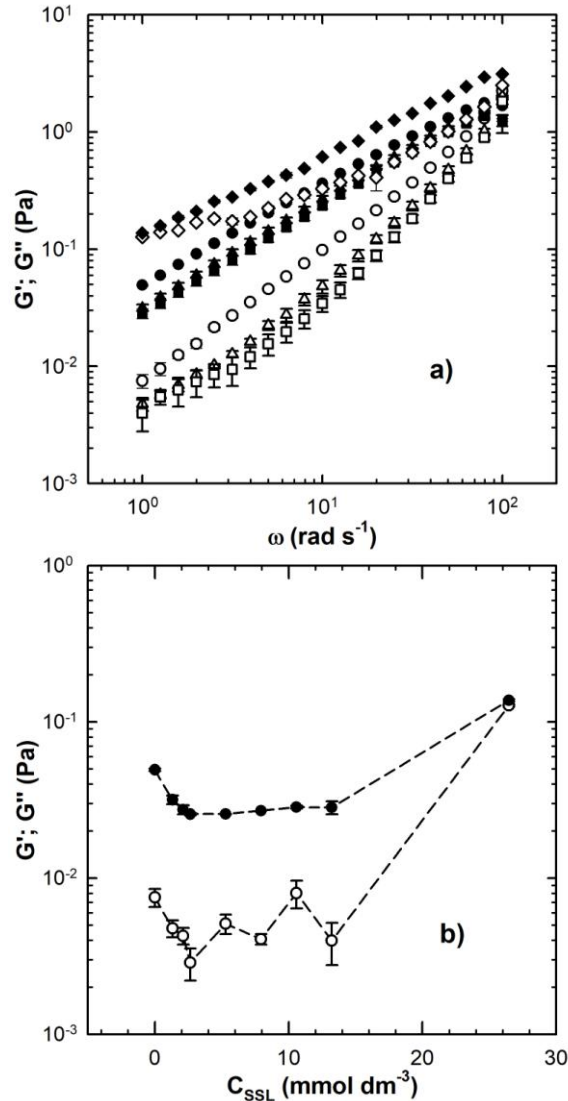 10¹
10⁰
10⁻¹
10⁻²
10⁻³
G'; G'' (Pa)
a)
10⁰ 10¹ 10²
ω (rad s⁻¹)
10⁰
10⁻¹
10⁻²
10⁻³
G'; G'' (Pa)
b)
0 10 20 30
C_SSL (mmol dm⁻³)